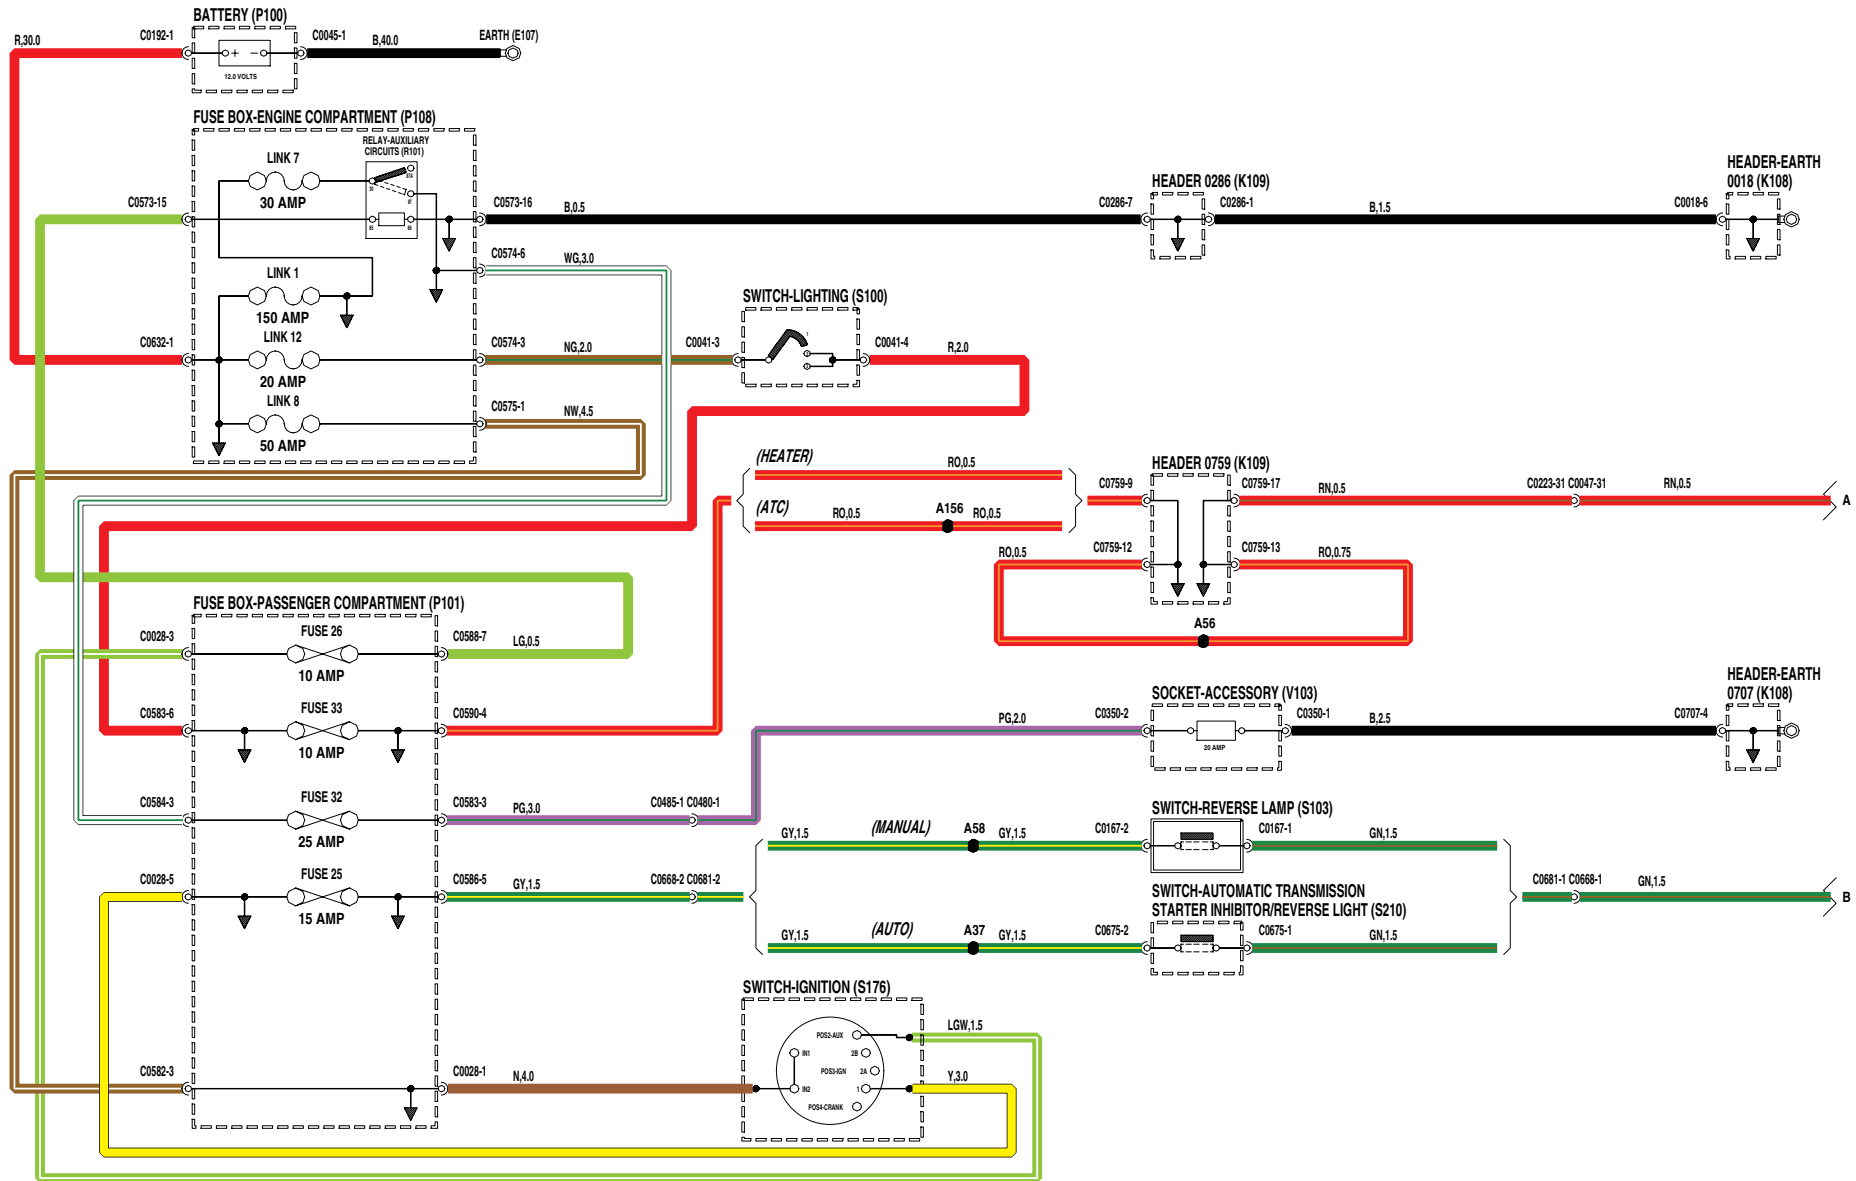 BATTERY (P100)
R,30.0
C0192-1
+ -
12.0 VOLTS
C0045-1
B,40.0
EARTH (E107)
FUSE BOX-ENGINE COMPARTMENT (P108)
RELAY-AUXILIARY
CIRCUITS (R101)
LINK 7
30 AMP
30
87A
87
85
86
C0573-15
C0573-16
B,0.5
C0286-7
HEADER 0286 (K109)
C0286-1
B,1.5
C0018-6
HEADER-EARTH
0018 (K108)
C0574-6
WG,3.0
LINK 1
150 AMP
SWITCH-LIGHTING (S100)
1
2
LINK 12
20 AMP
C0632-1
C0574-3
NG,2.0
C0041-3
C0041-4
R,2.0
LINK 8
50 AMP
C0575-1
NW,4.5
(HEATER)
RO,0.5
(ATC)
RO,0.5
A156
RO,0.5
C0759-9
HEADER 0759 (K109)
C0759-17
RN,0.5
C0223-31 C0047-31
RN,0.5
A
RO,0.5
C0759-12
C0759-13
RO,0.75
A56
FUSE BOX-PASSENGER COMPARTMENT (P101)
C0028-3
FUSE 26
10 AMP
C0588-7
LG,0.5
C0583-6
FUSE 33
10 AMP
C0590-4
PG,2.0
C0350-2
SOCKET-ACCESSORY (V103)
20 AMP
C0350-1
B,2.5
C0707-4
HEADER-EARTH
0707 (K108)
C0584-3
FUSE 32
25 AMP
C0583-3
PG,3.0
C0485-1 C0480-1
GY,1.5
(MANUAL)
A58
GY,1.5
C0167-2
SWITCH-REVERSE LAMP (S103)
C0167-1
GN,1.5
C0028-5
FUSE 25
15 AMP
C0586-5
GY,1.5
C0668-2 C0681-2
C0681-1 C0668-1
GN,1.5
B
GY,1.5
(AUTO)
A37
GY,1.5
C0675-2
SWITCH-AUTOMATIC TRANSMISSION
STARTER INHIBITOR/REVERSE LIGHT (S210)
C0675-1
GN,1.5
SWITCH-IGNITION (S176)
POS2-AUX
LGW,1.5
IN1
2B
POS3-IGN
2A
C0582-3
C0028-1
N,4.0
IN2
1
Y,3.0
POS4-CRANK